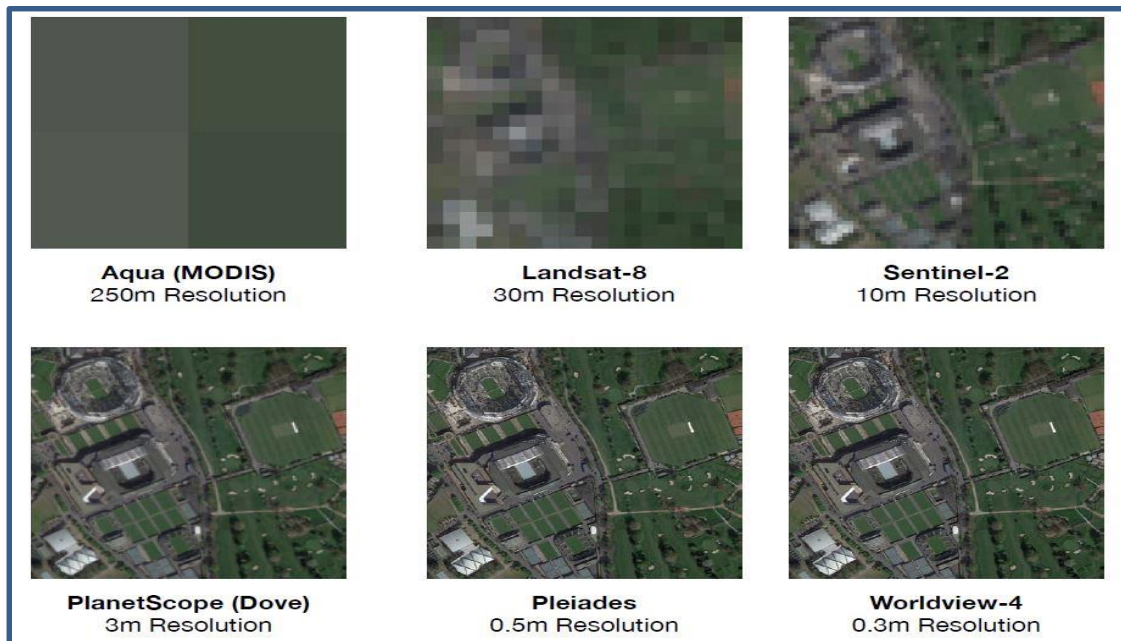 Aqua (MODIS)
250m Resolution
Landsat-8
30m Resolution
Sentinel-2
10m Resolution
PlanetScope (Dove)
3m Resolution
Pleiades
0.5m Resolution
Worldview-4
0.3m Resolution